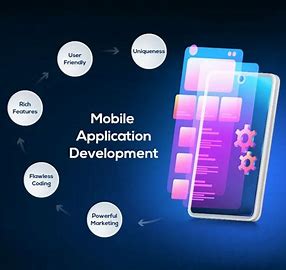 Uniqueness
User
Friendly
Rich
Features
Mobile
Application
Development
Flawless
Coding
Powerful
Marketing